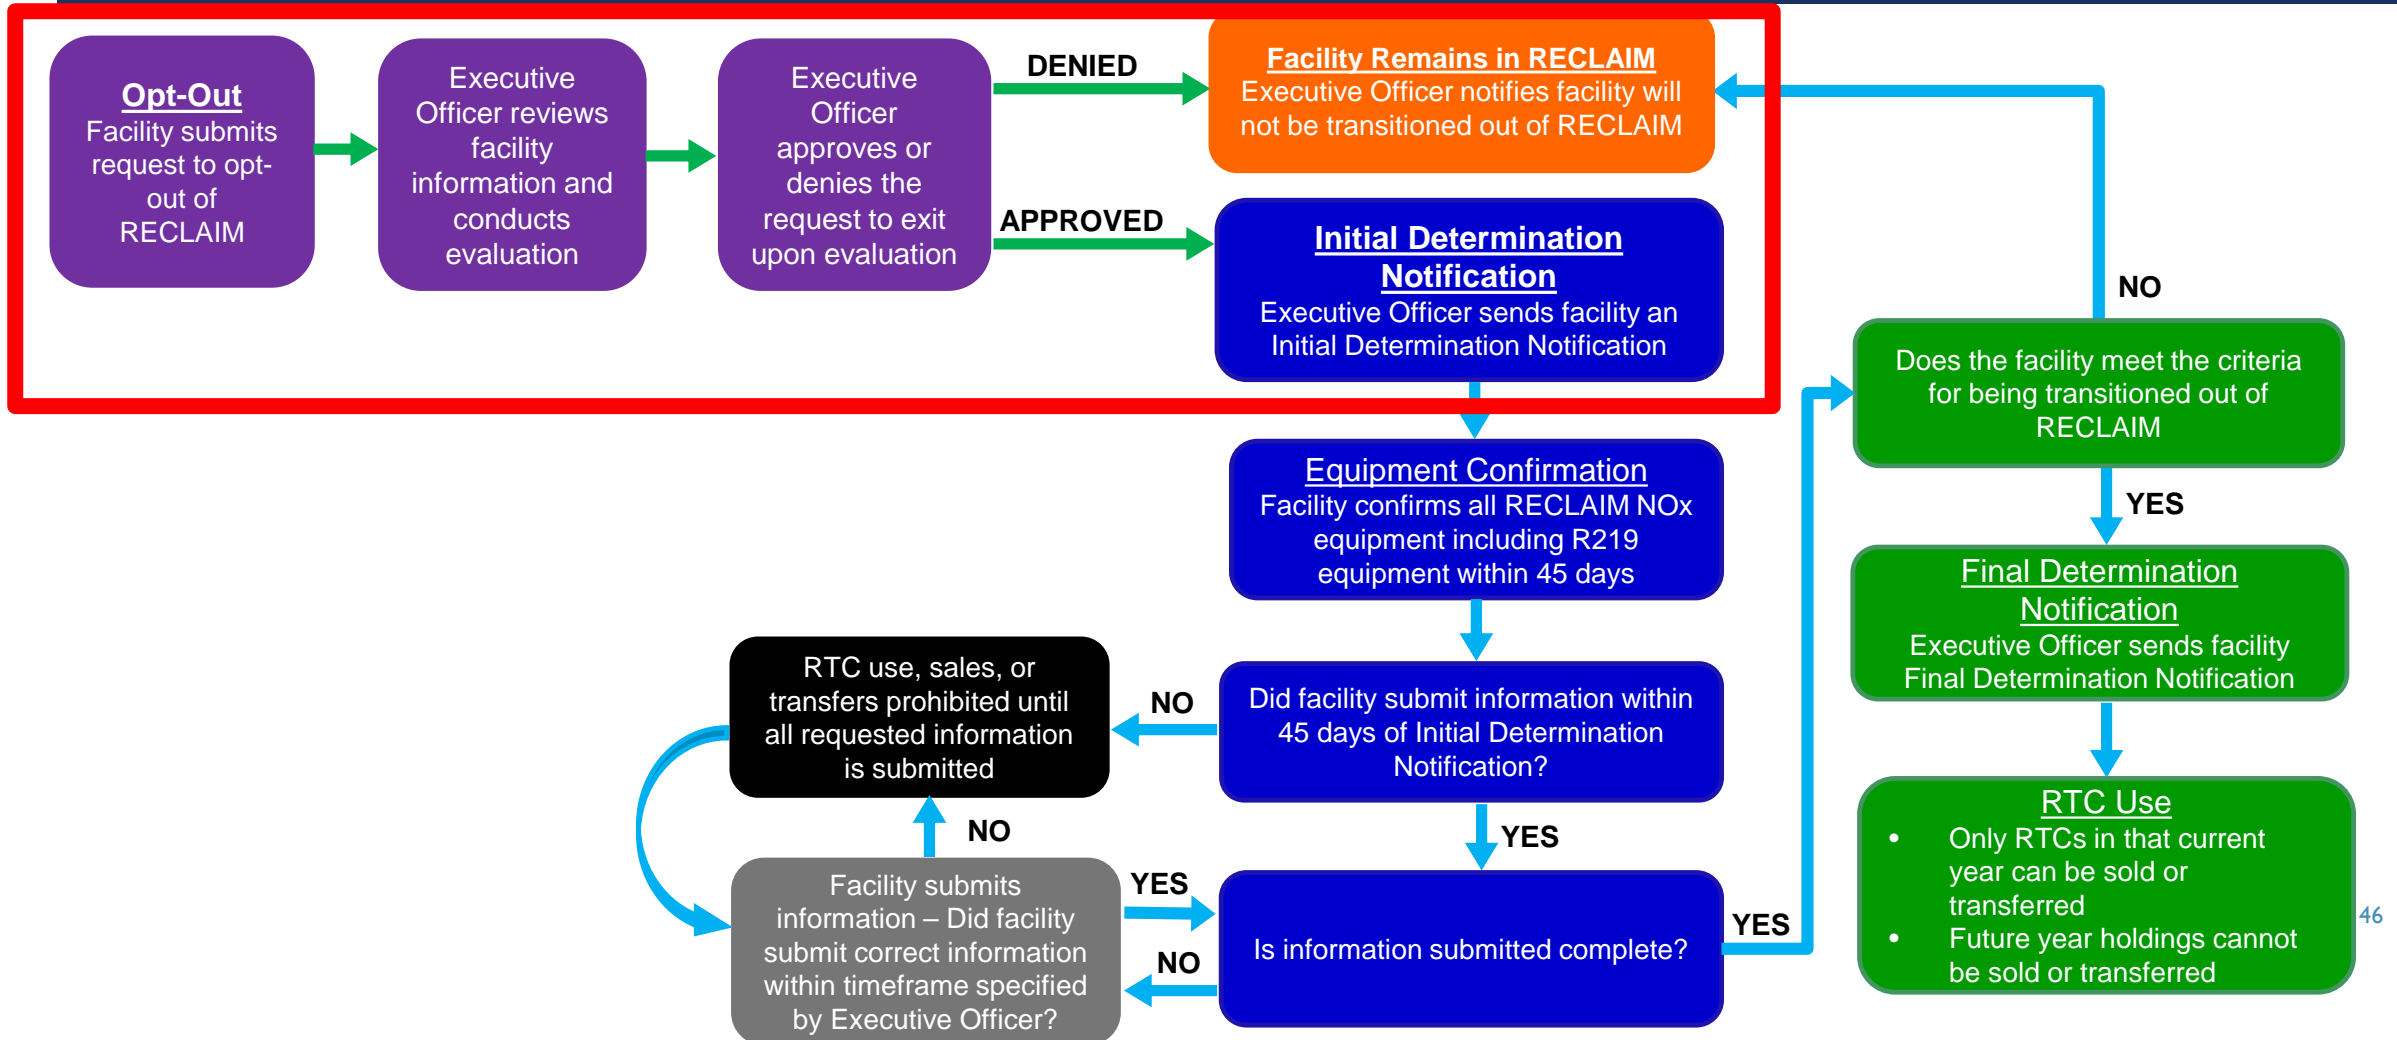 Opt-Out
Facility submits
request to opt-
out of
RECLAIM
Executive
Officer reviews
facility
information and
conducts
evaluation
Executive
Officer
approves or
denies the
request to exit
upon evaluation
DENIED
APPROVED
Facility Remains in RECLAIM
Executive Officer notifies facility will
not be transitioned out of RECLAIM
Initial Determination
Notification
Executive Officer sends facility an
Initial Determination Notification
Equipment Confirmation
Facility confirms all RECLAIM NOx
equipment including R219
equipment within 45 days
Did facility submit information within
45 days of Initial Determination
Notification?
NO
YES
RTC use, sales, or
transfers prohibited until
all requested information
is submitted
NO
Facility submits
information – Did facility
submit correct information
within timeframe specified
by Executive Officer?
YES
NO
Is information submitted complete?
YES
Does the facility meet the criteria
for being transitioned out of
RECLAIM
NO
YES
Final Determination
Notification
Executive Officer sends facility
Final Determination Notification
RTC Use
• Only RTCs in that current
year can be sold or
transferred
• Future year holdings cannot
be sold or transferred
46